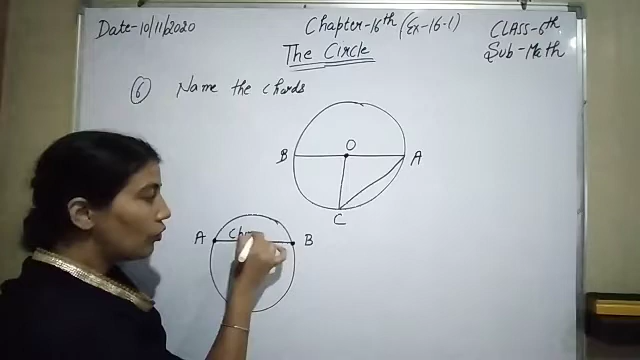 Date-10/11/2020
Chapter-16th (Ex-16-1)
CLASS-6th
The Circle
Sub-Math
6 Name the Chords
O
B
A
C
A
Cho
B